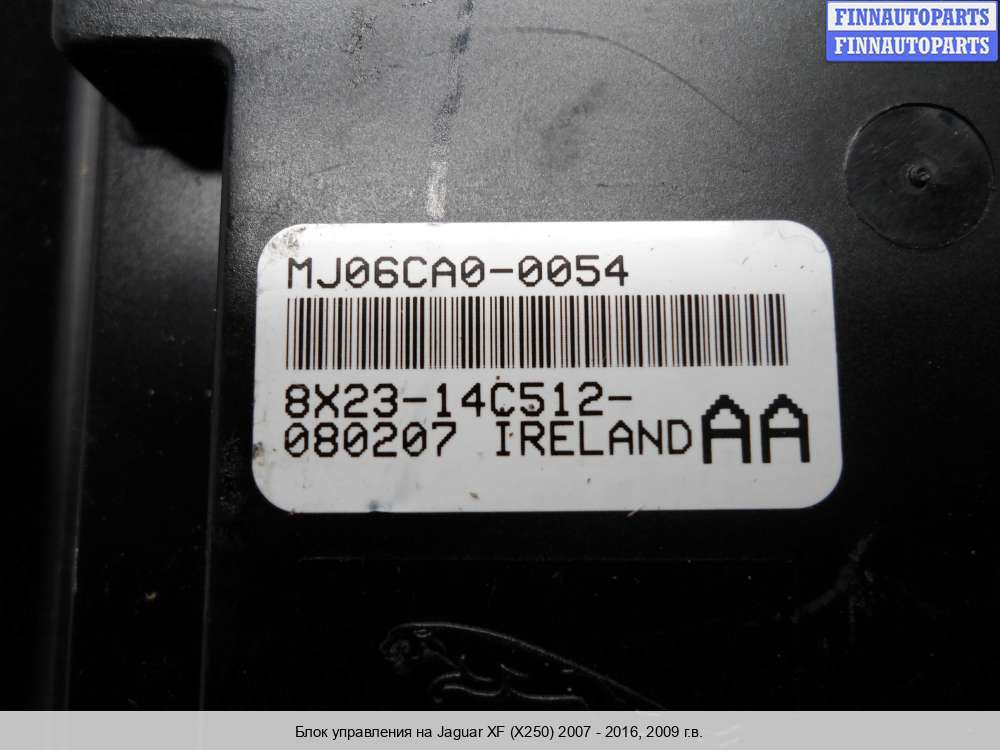 FINNAUTOPARTS
FINNAUTOPARTS
MJ06CA0-0054
8X23-14C512-
080207 IRELAND AA
Блок управления на Jaguar XF (X250) 2007 - 2016, 2009 г.в.